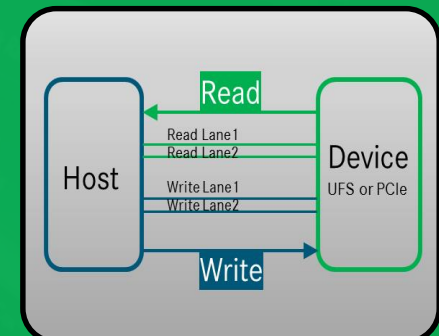 Read
Read Lane1
Read Lane2
Host
Device
UFS or PCIe
Write Lane1
Write Lane2
Write